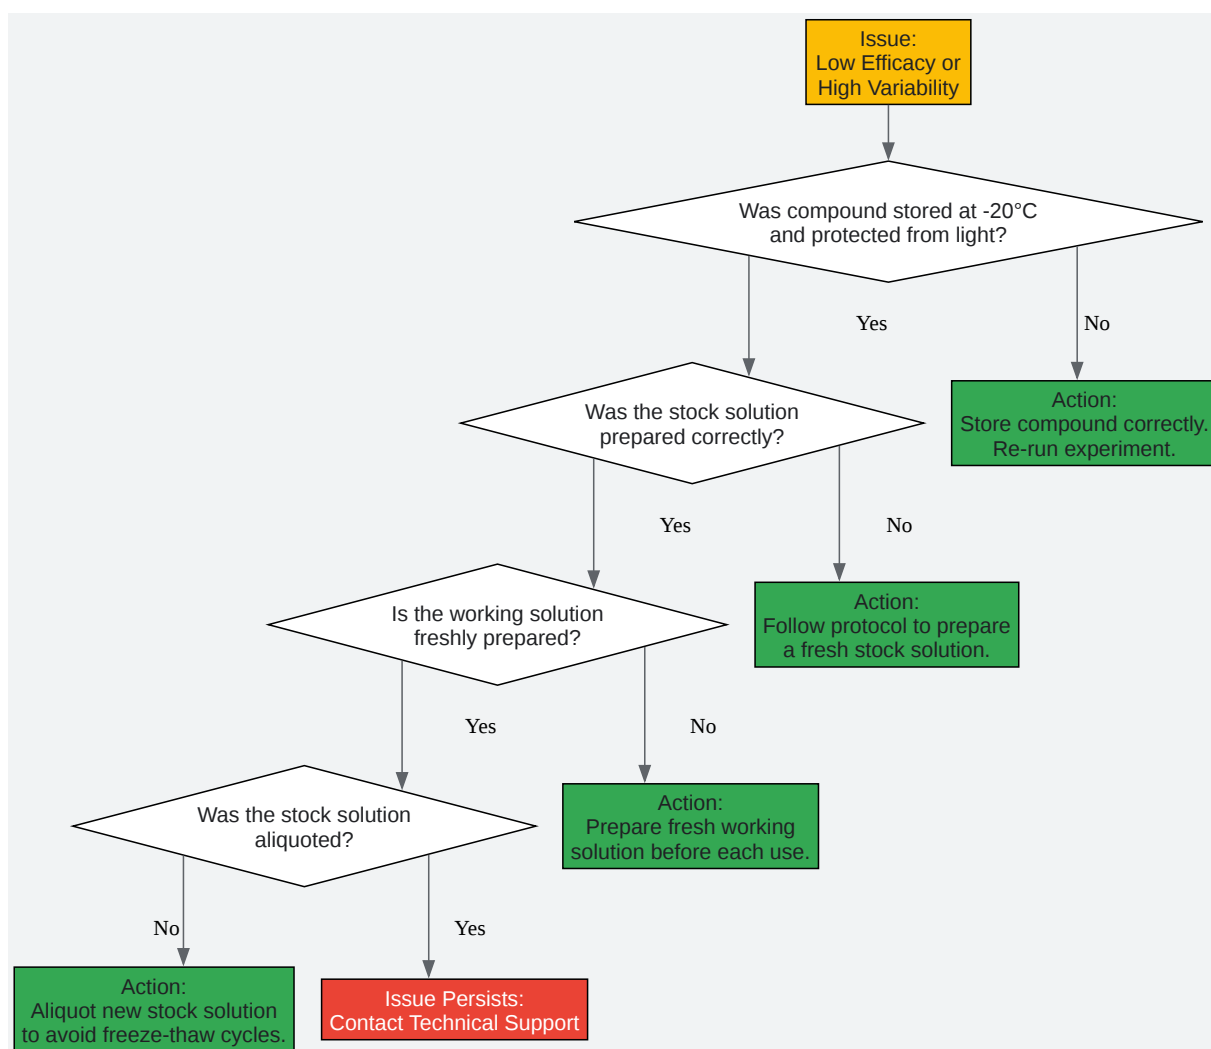 Issue:
Low Efficacy or
High Variability
Was compound stored at -20°C
and protected from light?
Yes
No
Was the stock solution
prepared correctly?
Action:
Store compound correctly.
Re-run experiment.
Yes
No
Is the working solution
freshly prepared?
Action:
Follow protocol to prepare
a fresh stock solution.
Yes
No
Was the stock solution
aliquoted?
Action:
Prepare fresh working
solution before each use.
No
Yes
Action:
Aliquot new stock solution
to avoid freeze-thaw cycles.
Issue Persists:
Contact Technical Support